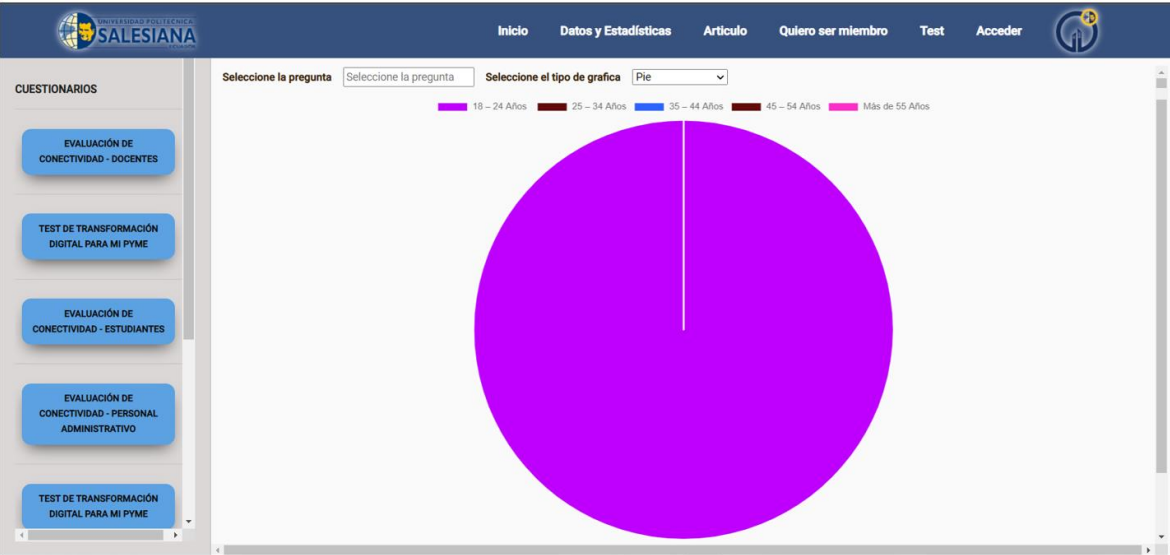 UNIVERSIDAD POLITÉCNICA
SALESIANA
ECUADOR
Inicio
Datos y Estadísticas
Articulo
Quiero ser miembro
Test
Acceder
CUESTIONARIOS
EVALUACIÓN DE
CONECTIVIDAD - DOCENTES
TEST DE TRANSFORMACIÓN
DIGITAL PARA MI PYME
EVALUACIÓN DE
CONECTIVIDAD - ESTUDIANTES
EVALUACIÓN DE
CONECTIVIDAD - PERSONAL
ADMINISTRATIVO
TEST DE TRANSFORMACIÓN
DIGITAL PARA MI PYME
Seleccione la pregunta
Seleccione la pregunta
Seleccione el tipo de grafica
Pie
18 – 24 Años
25 – 34 Años
35 – 44 Años
45 – 54 Años
Más de 55 Años